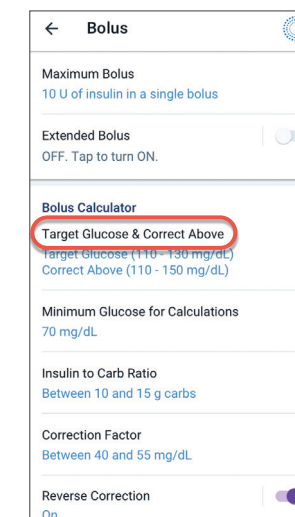 Bolus
Maximum Bolus
10 U of insulin in a single bolus
Extended Bolus
OFF. Tap to turn ON.
Bolus Calculator
Target Glucose & Correct Above
Target Glucose (110 - 130 mg/dL)
Correct Above (110 - 150 mg/dL)
Minimum Glucose for Calculations
70 mg/dL
Insulin to Carb Ratio
Between 10 and 15 g carbs
Correction Factor
Between 40 and 55 mg/dL
Reverse Correction
On